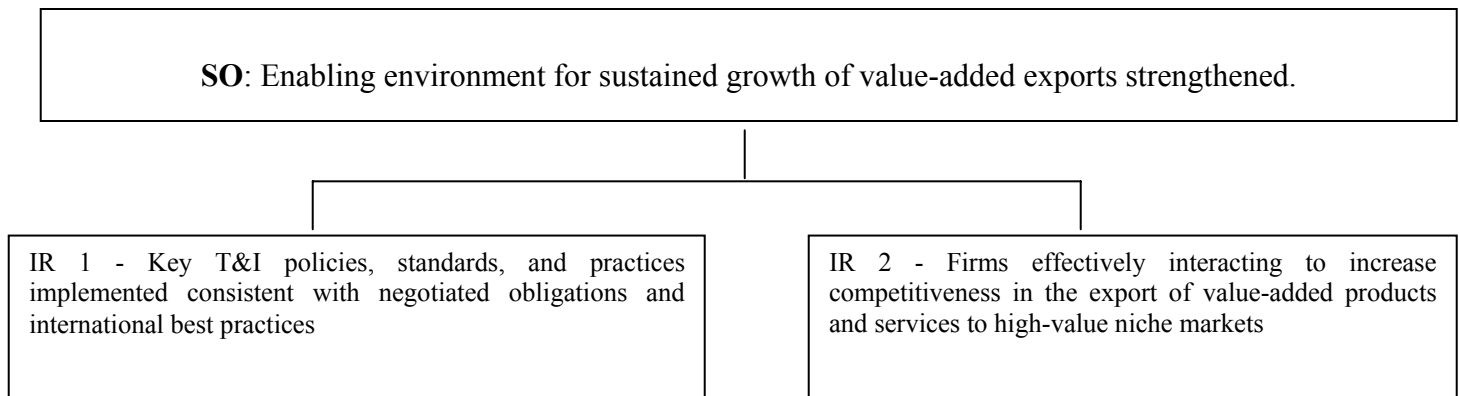 SO: Enabling environment for sustained growth of value-added exports strengthened.
IR 1 - Key T&I policies, standards, and practices
implemented consistent with negotiated obligations and
international best practices
IR 2 - Firms effectively interacting to increase
competitiveness in the export of value-added products
and services to high-value niche markets